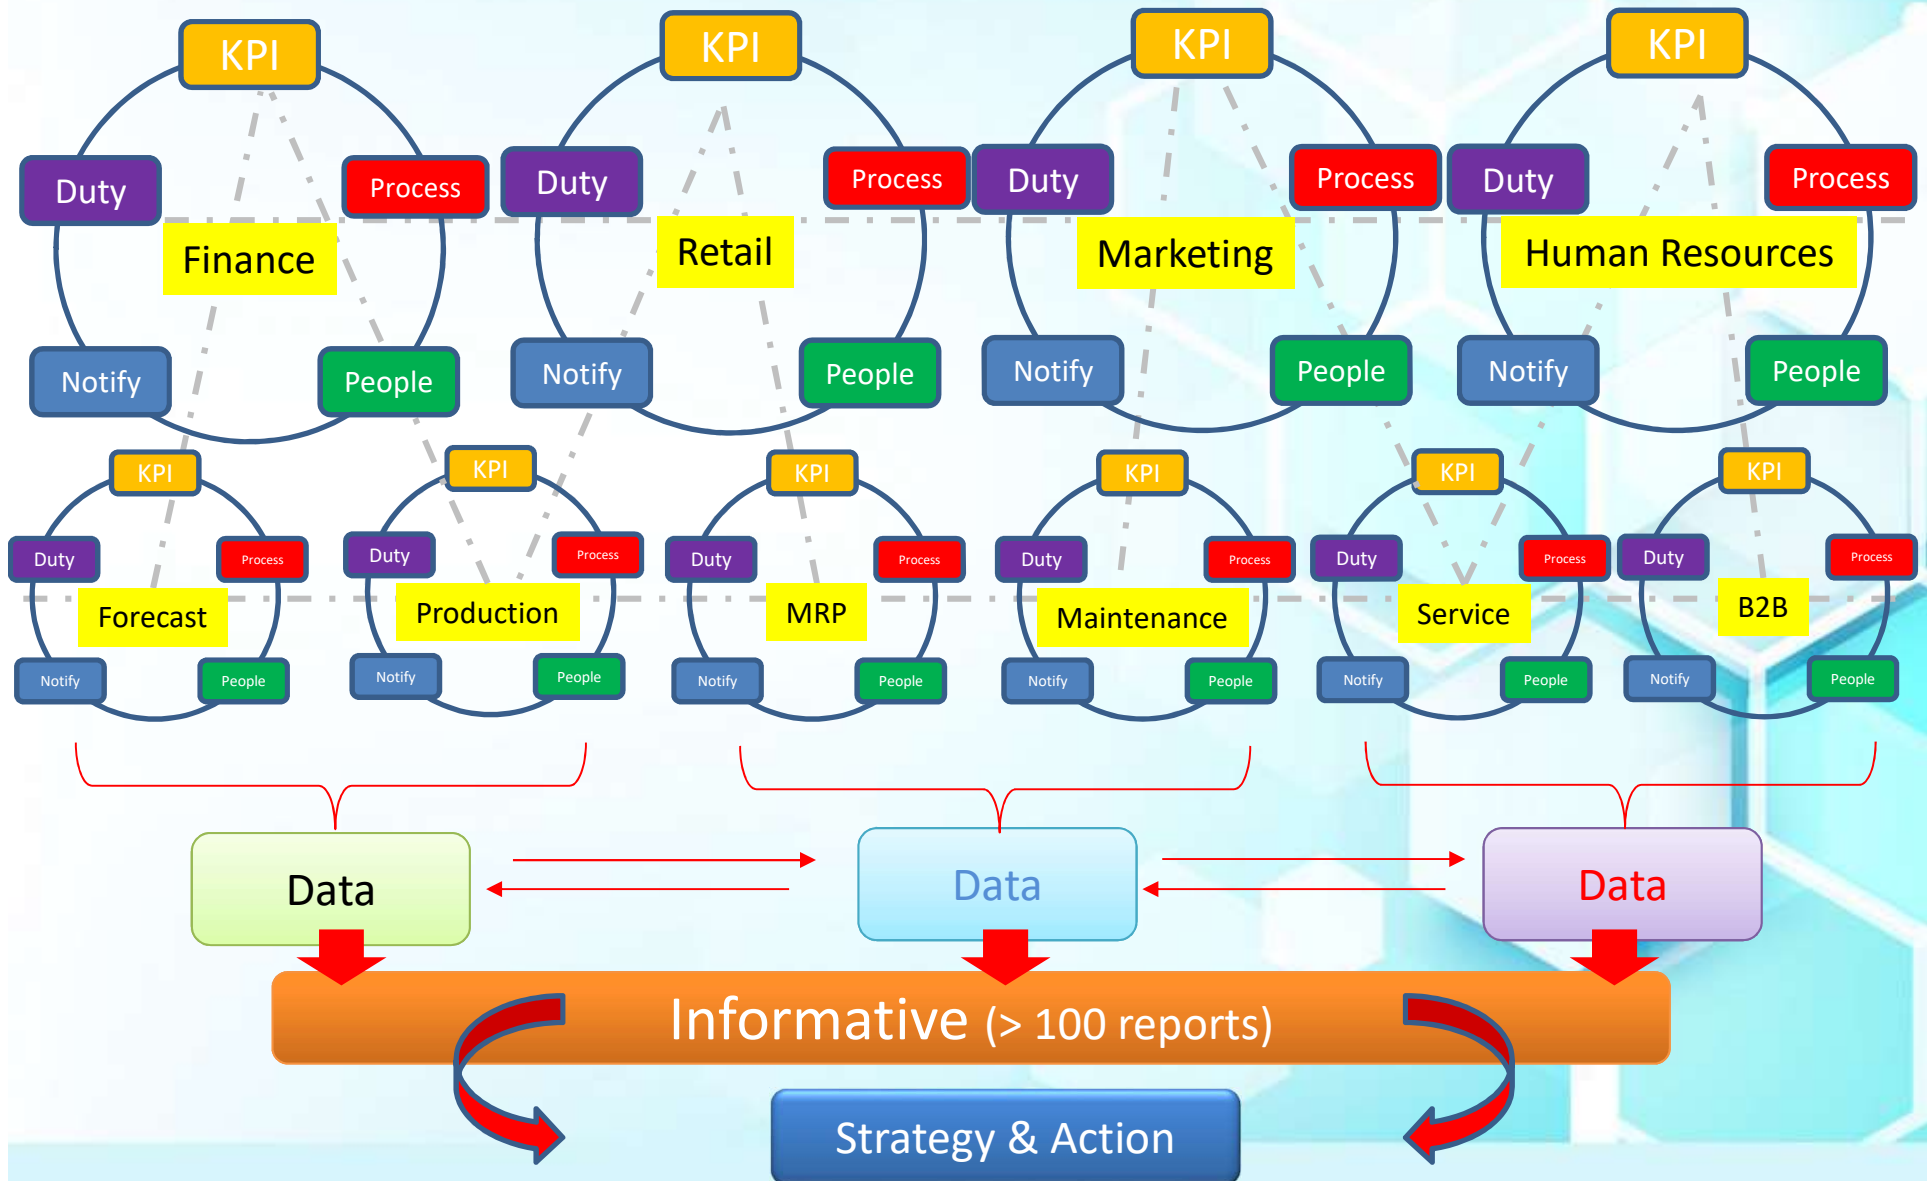 KPI
KPI
KPI
KPI
Duty
Process
Duty
Process
Duty
Process
Duty
Process
Finance
Retail
Marketing
Human Resources
Notify
People
Notify
People
Notify
People
Notify
People
KPI
KPI
KPI
KPI
KPI
KPI
Duty
Process
Duty
Process
Duty
Process
Duty
Process
Duty
Process
Duty
Process
Forecast
Production
MRP
Maintenance
Service
B2B
Notify
People
Notify
People
Notify
People
Notify
People
Notify
People
Notify
People
Data
Data
Data
Informative (> 100 reports)
Strategy & Action